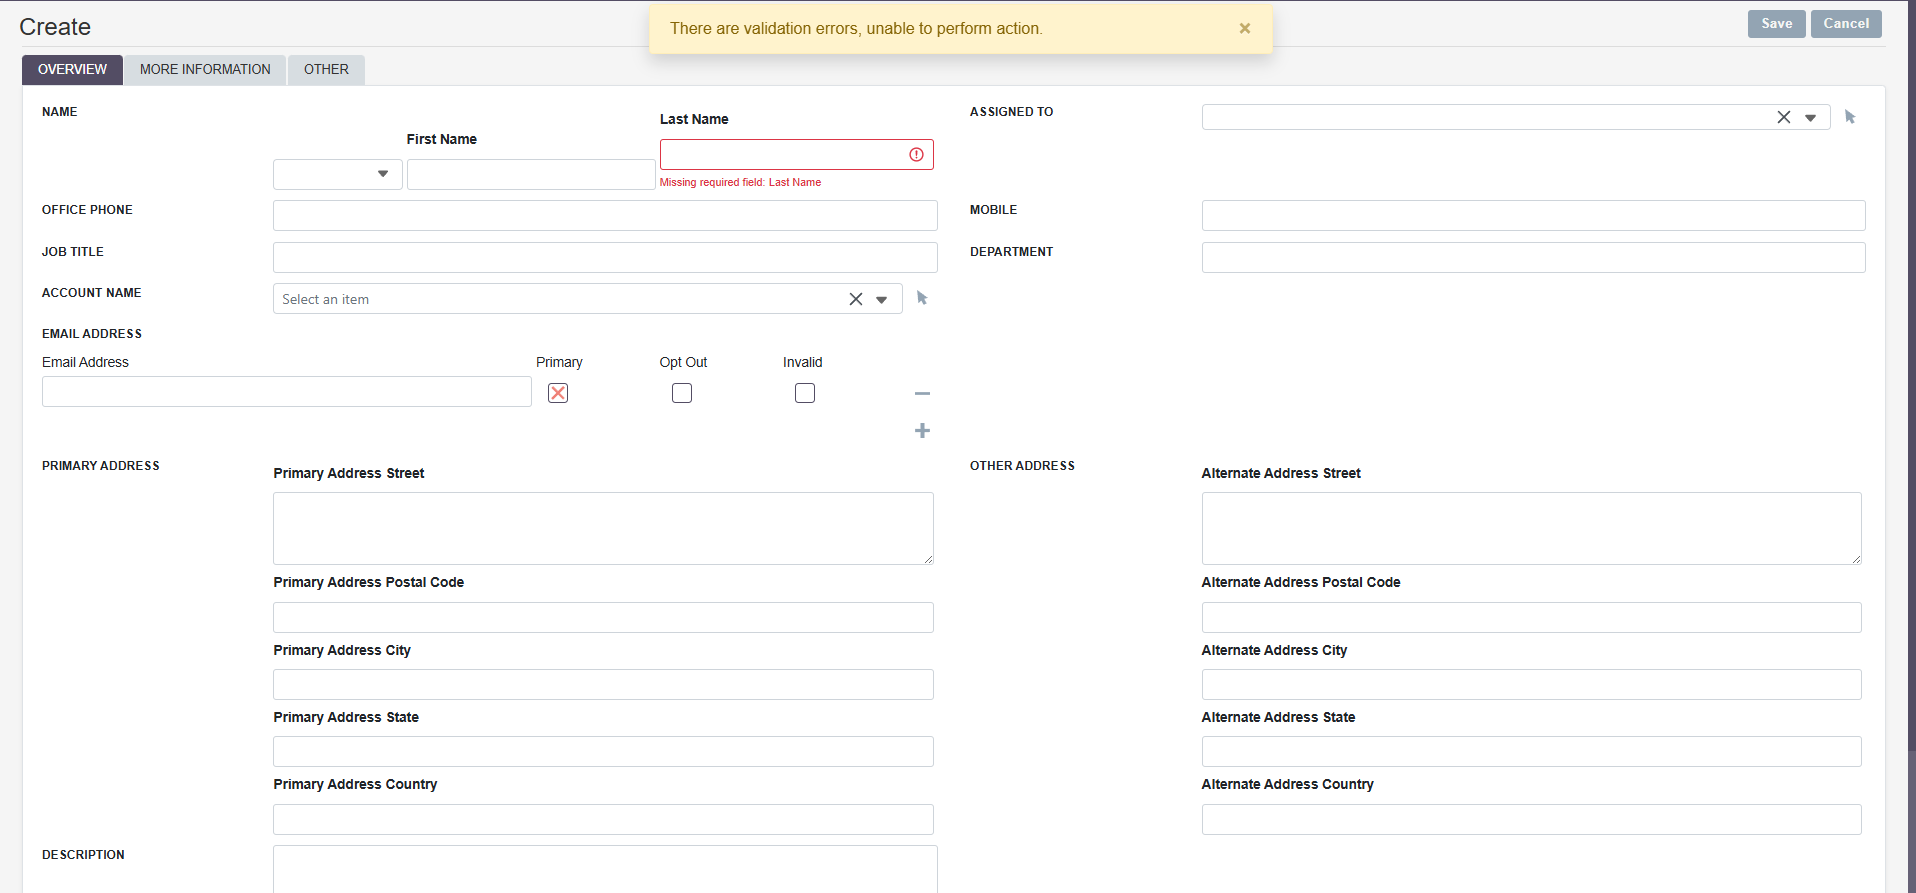 Create
There are validation errors, unable to perform action.
×
Save
Cancel
OVERVIEW
MORE INFORMATION
OTHER
NAME
First Name
Last Name
Missing required field: Last Name
ASSIGNED TO
OFFICE PHONE
MOBILE
JOB TITLE
DEPARTMENT
ACCOUNT NAME
Select an item
EMAIL ADDRESS
Email Address
Primary
Opt Out
Invalid
PRIMARY ADDRESS
Primary Address Street
Primary Address Postal Code
Primary Address City
Primary Address State
Primary Address Country
OTHER ADDRESS
Alternate Address Street
Alternate Address Postal Code
Alternate Address City
Alternate Address State
Alternate Address Country
DESCRIPTION